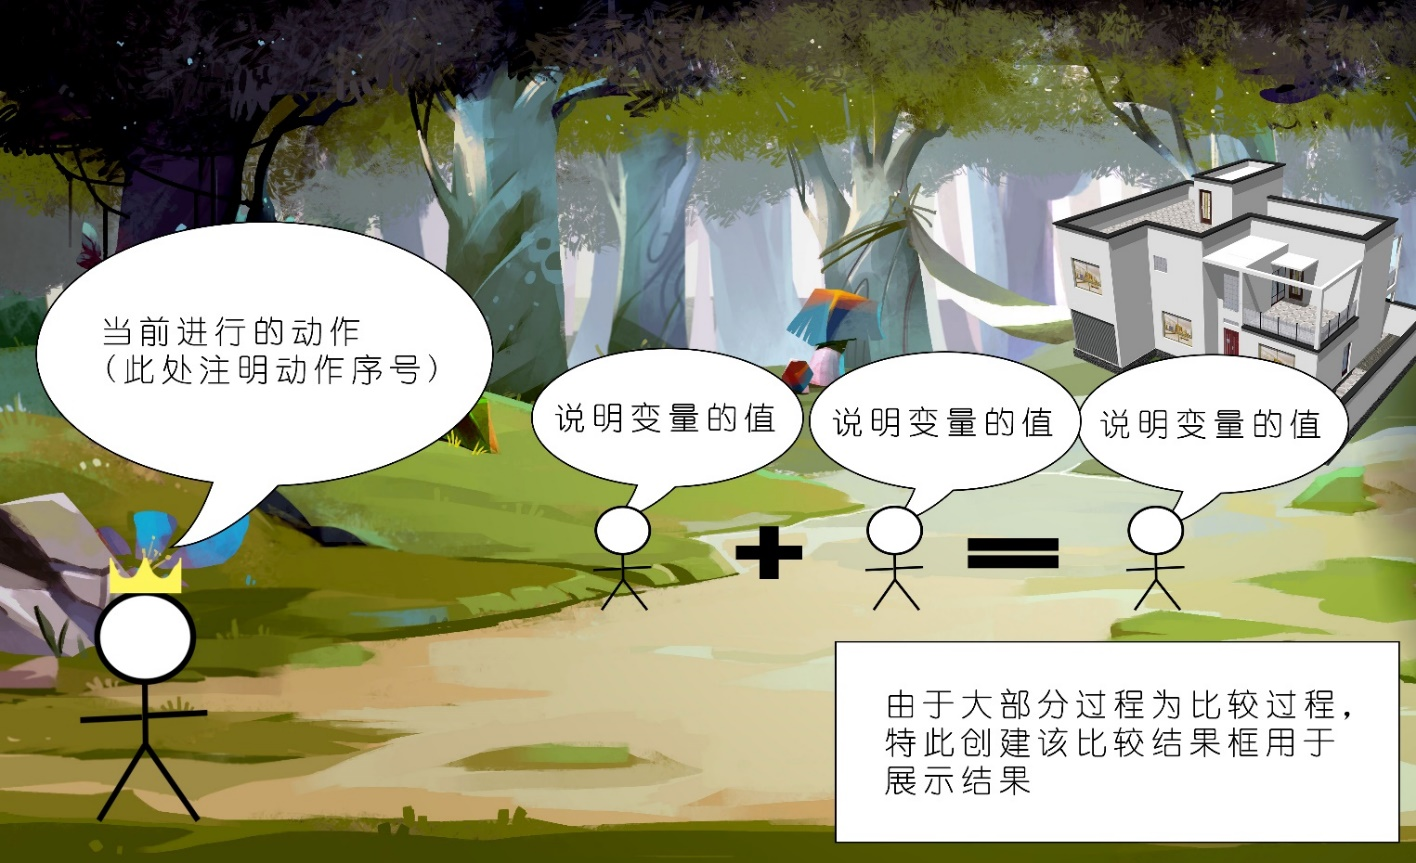 当前进行的动作
（此处注明动作序号）
说明变量的值
说明变量的值
说明变量的值
+
=
由于大部分过程为比较过程，
特此创建该比较结果框用于
展示结果